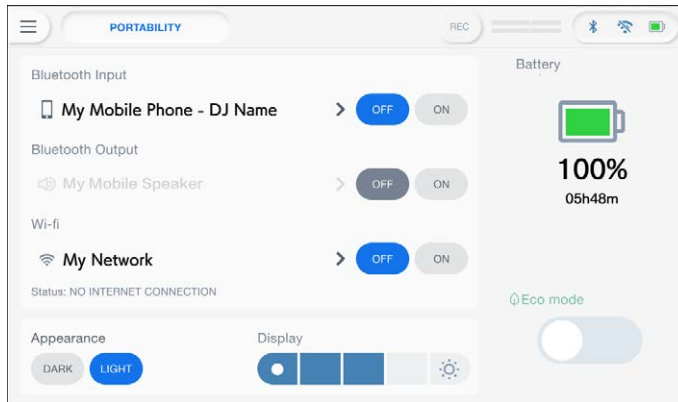 PORTABILITY
REC
Bluetooth Input
My Mobile Phone - DJ Name
OFF ON
Bluetooth Output
My Mobile Speaker
OFF ON
Wi-fi
My Network
OFF ON
Status: NO INTERNET CONNECTION
Appearance
DARK LIGHT
Display
Battery
100%
05h48m
Eco mode